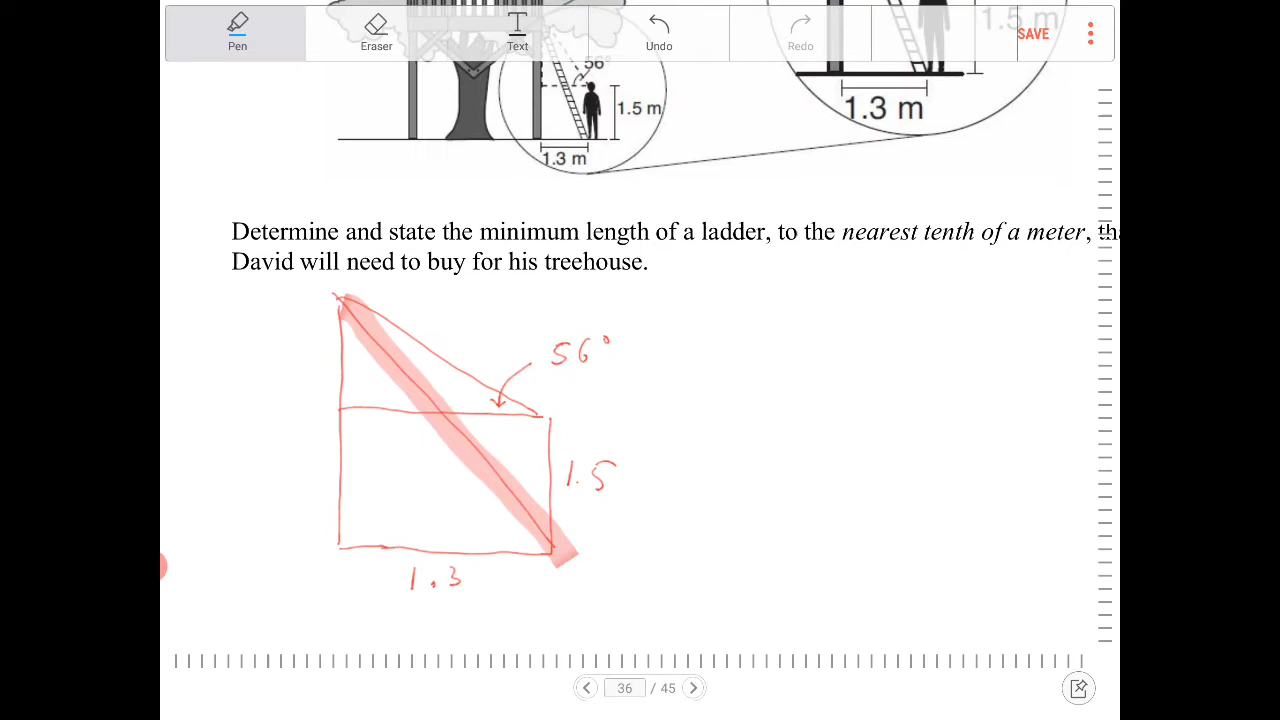 Pen
Eraser
Text
Undo
Redo
SAVE
56°
1.5 m
1.3 m
1.5 m
1.3 m
Determine and state the minimum length of a ladder, to the nearest tenth of a meter, th
David will need to buy for his treehouse.
56°
1.5
1.3
36 / 45